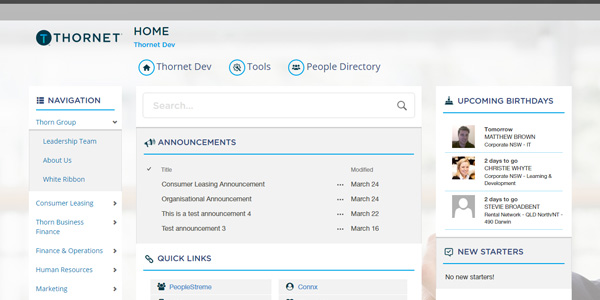 THORNET
HOME
Thornet Dev
Thornet Dev
Tools
People Directory
NAVIGATION
Thorn Group
Leadership Team
About Us
White Ribbon
Consumer Leasing
Thorn Business
Finance
Finance & Operations
Human Resources
Marketing
Search...
ANNOUNCEMENTS
Title Modified
Consumer Leasing Announcement ... March 24
Organisational Announcement ... March 24
This is a test announcement 4 ... March 22
Test announcement 3 ... March 16
QUICK LINKS
PeopleStreme
Connx
UPCOMING BIRTHDAYS
Tomorrow
MATTHEW BROWN
Corporate NSW - IT
2 days to go
CHRISTIE WHYTE
Corporate NSW - Learning &
Development
2 days to go
STEVIE BROADBENT
Rental Network - QLD North/NT -
490 Darwin
NEW STARTERS
No new starters!